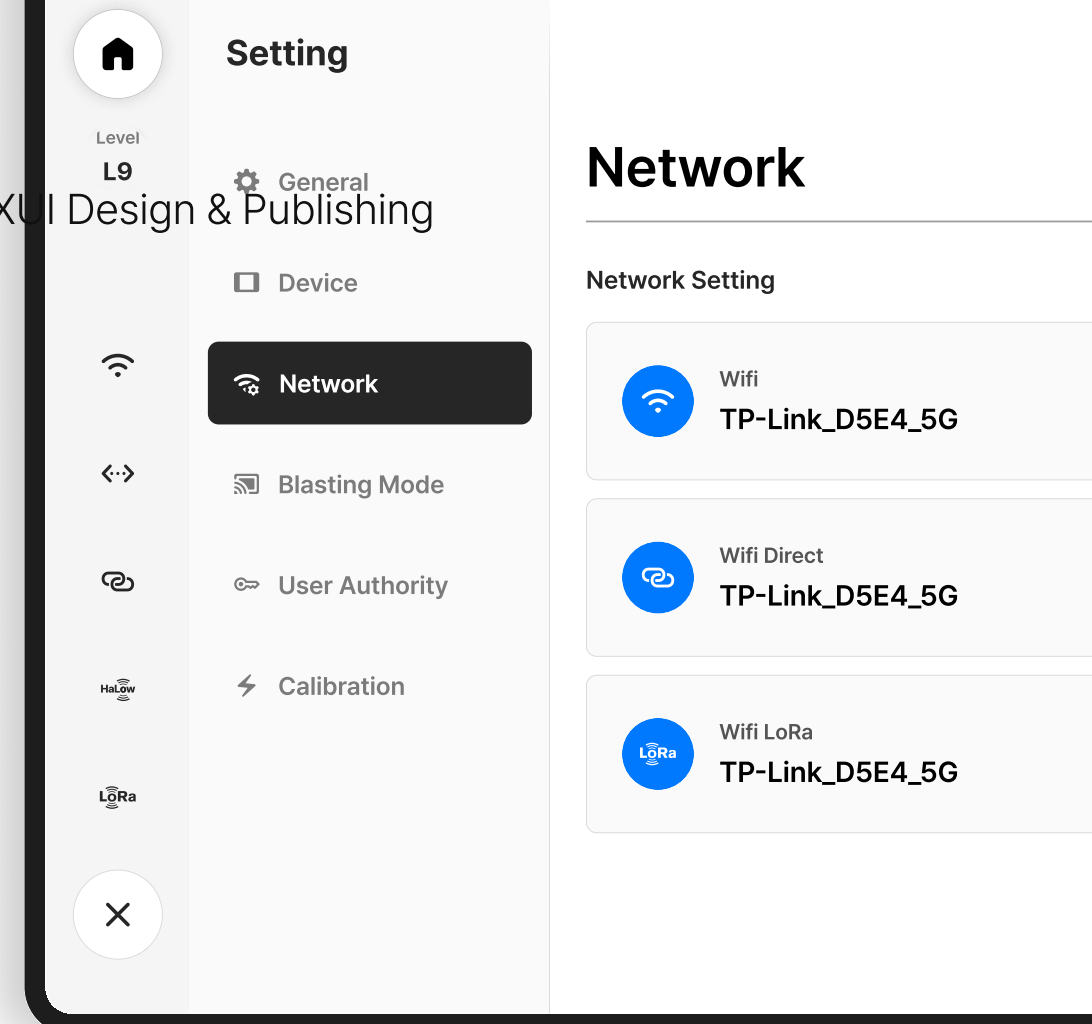 Setting
Level
L9
General
XUI Design & Publishing
Device
Network
Blasting Mode
User Authority
Calibration
HaLow
LoRa
Network
Network Setting
Wifi
TP-Link_D5E4_5G
Wifi Direct
TP-Link_D5E4_5G
LoRa
Wifi LoRa
TP-Link_D5E4_5G